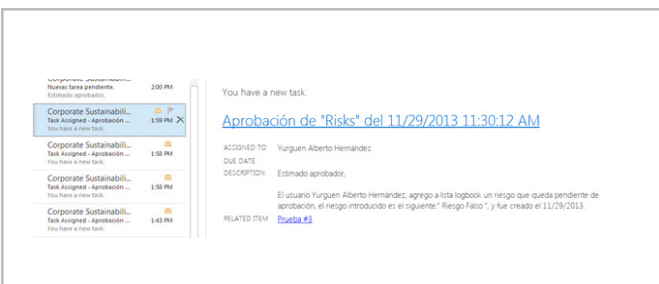 Corporate Sustainabili...
Nuevas tarea pendiente. 2:00 PM
Estimado aprobador,
Corporate Sustainabili...
Task Assigned - Aprobación ... 1:59 PM
You have a new task.
Corporate Sustainabili...
Task Assigned - Aprobación ... 1:58 PM
You have a new task.
Corporate Sustainabili...
Task Assigned - Aprobación ... 1:58 PM
You have a new task.
Corporate Sustainabili...
Task Assigned - Aprobación ... 1:43 PM
You have a new task.
You have a new task.
Aprobación de "Risks" del 11/29/2013 11:30:12 AM
ASSIGNED TO Yurguen Alberto Hernández
DUE DATE
DESCRIPTION Estimado aprobador,
El usuario Yurguen Alberto Hernández, agrego a lista logbook un riesgo que queda pendiente de
aprobación, el riesgo introducido es el siguiente:" Riesgo Falso ", y fue creado el 11/29/2013.
RELATED ITEM Prueba #3